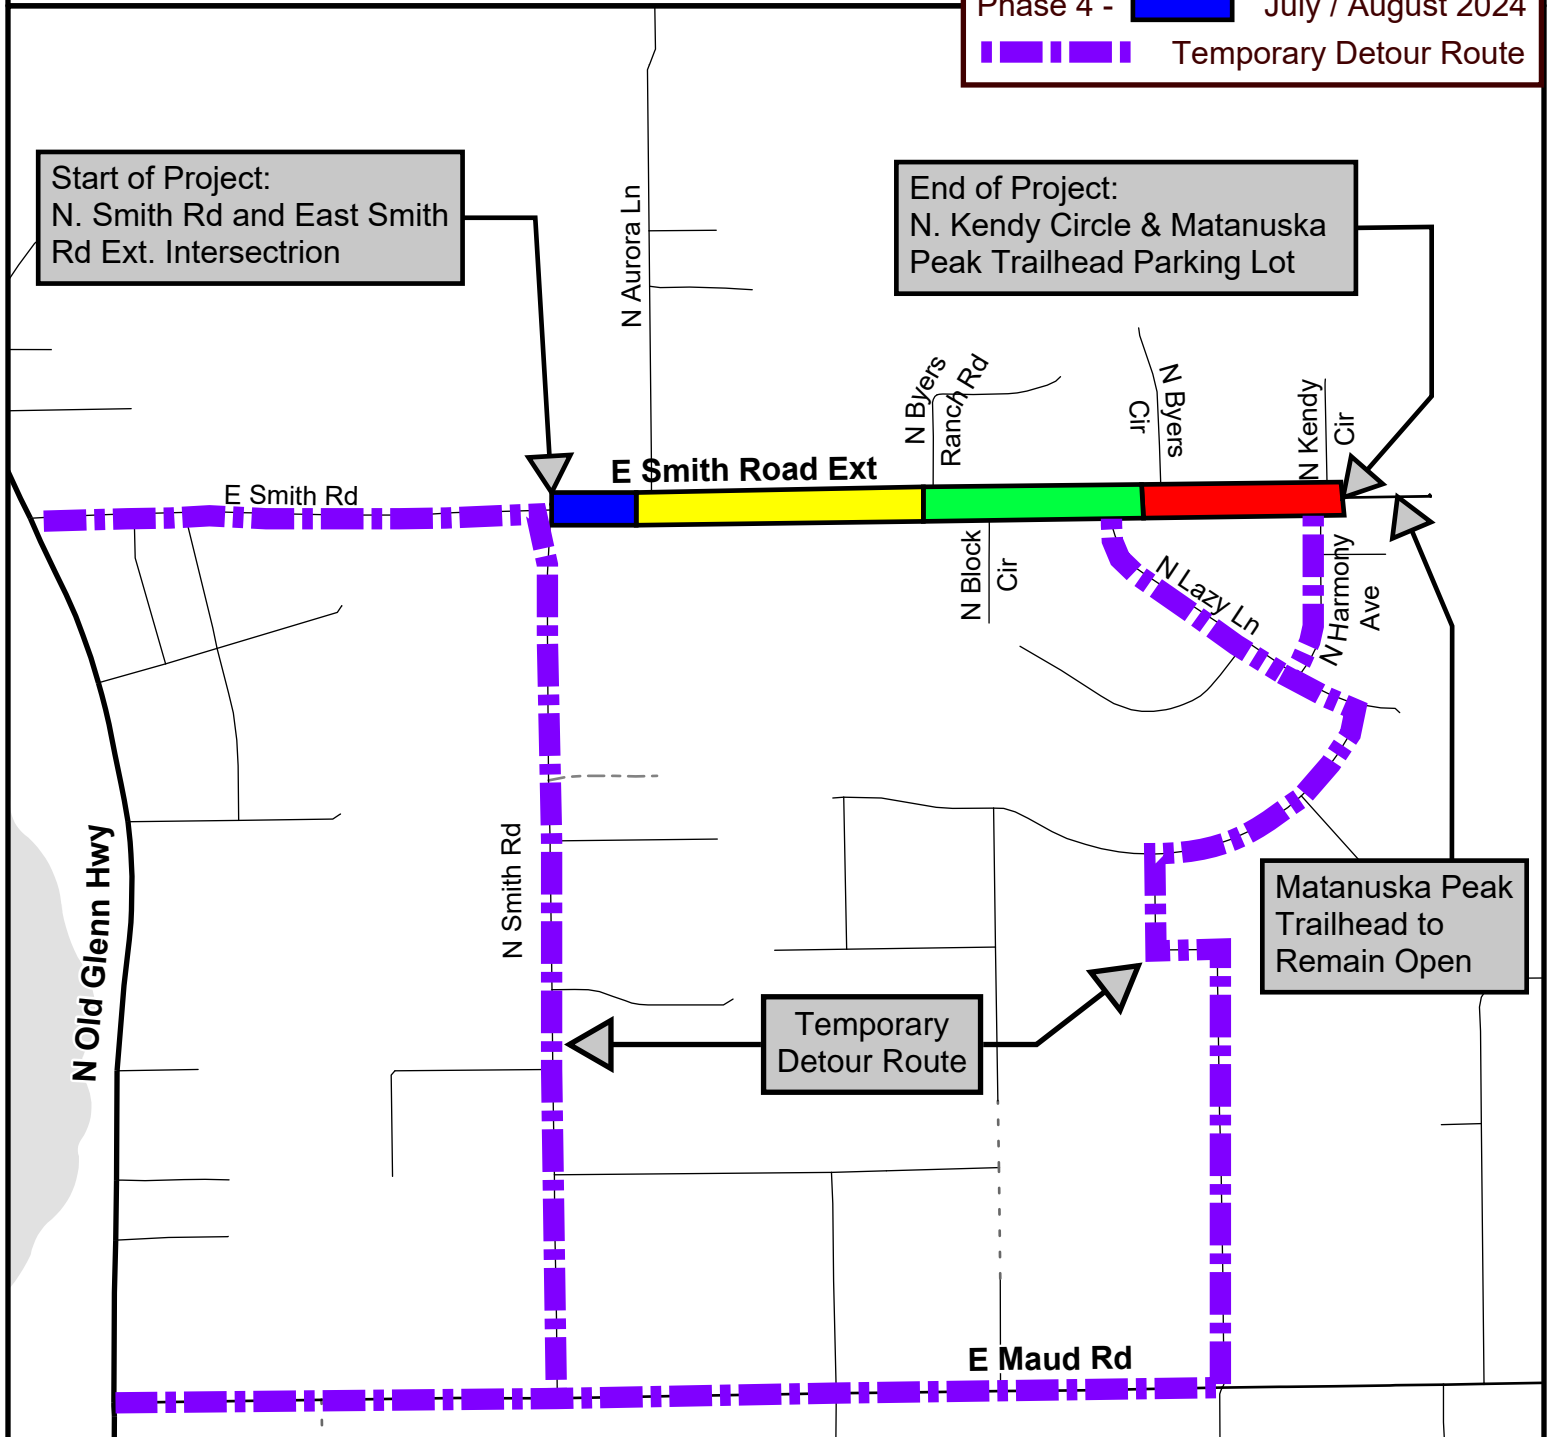 Phase 4 - July / August 2024
Temporary Detour Route
Start of Project:
N. Smith Rd and East Smith
Rd Ext. Intersectrion
End of Project:
N. Kendy Circle & Matanuska
Peak Trailhead Parking Lot
N Aurora Ln
N Byers
Ranch Rd
N Byers
Cir
N Kendy
Cir
E Smith Road Ext
E Smith Rd
N Block
Cir
N Lazy Ln
N Harmony
Ave
N Smith Rd
N Old Glenn Hwy
Matanuska Peak
Trailhead to
Remain Open
Temporary
Detour Route
E Maud Rd